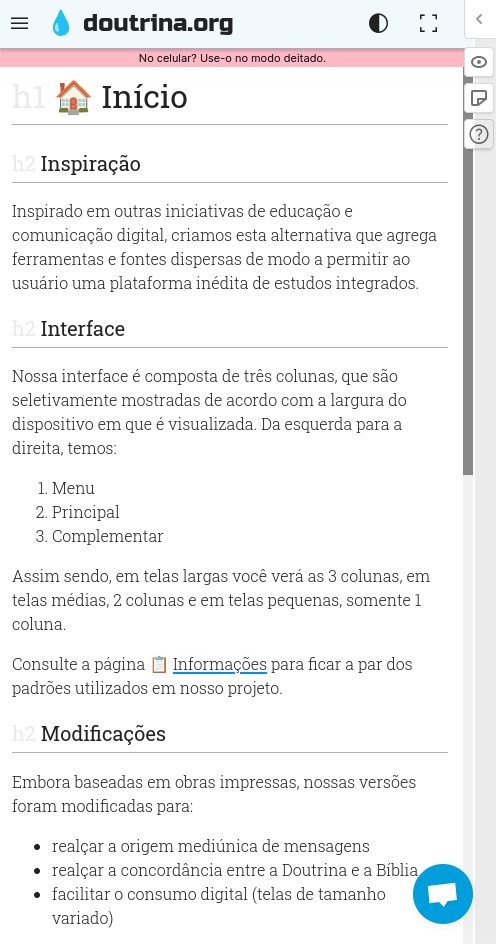 doutrina.org
No celular? Use-o no modo deitado.
h1 🏠 Início
h2 Inspiração
Inspirado em outras iniciativas de educação e
comunicação digital, criamos esta alternativa que agrega
ferramentas e fontes dispersas de modo a permitir ao
usuário uma plataforma inédita de estudos integrados.
h2 Interface
Nossa interface é composta de três colunas, que são
seletivamente mostradas de acordo com a largura do
dispositivo em que é visualizada. Da esquerda para a
direita, temos:
1. Menu
2. Principal
3. Complementar
Assim sendo, em telas largas você verá as 3 colunas, em
telas médias, 2 colunas e em telas pequenas, somente 1
coluna.
Consulte a página 📋 Informações para ficar a par dos
padrões utilizados em nosso projeto.
h2 Modificações
Embora baseadas em obras impressas, nossas versões
foram modificadas para:
• realçar a origem mediúnica de mensagens
• realçar a concordância entre a Doutrina e a Bíblia
• facilitar o consumo digital (telas de tamanho
variado)